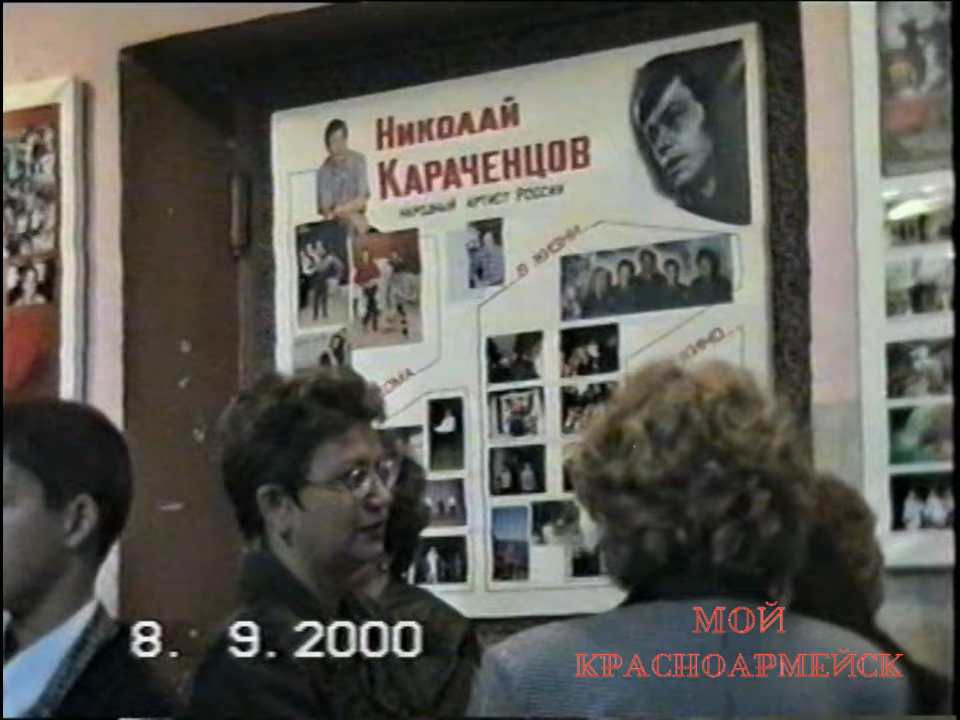 НИКОЛАЙ
КАРАЧЕНЦОВ
НАРОДНЫЙ АРТИСТ РОССИИ
В ЖИЗНИ
КИНО...
8. 9.2000
МОЙ
КРАСНОАРМЕЙСК